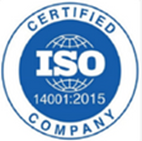 CERTIFIED
ISO
14001:2015
COMPANY